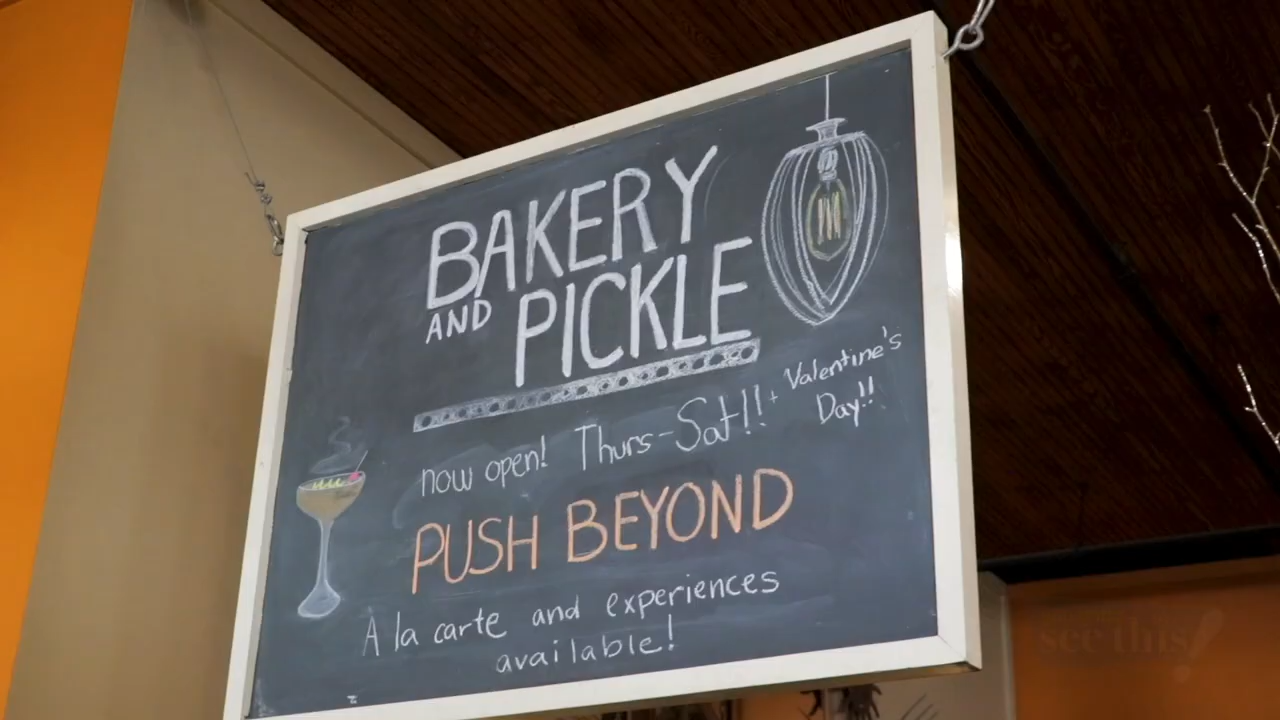 BAKERY
AND PICKLE
now open! Thurs-Sat!! + Valentine's
Day!!
PUSH BEYOND
A la carte and experiences
available!
see this!